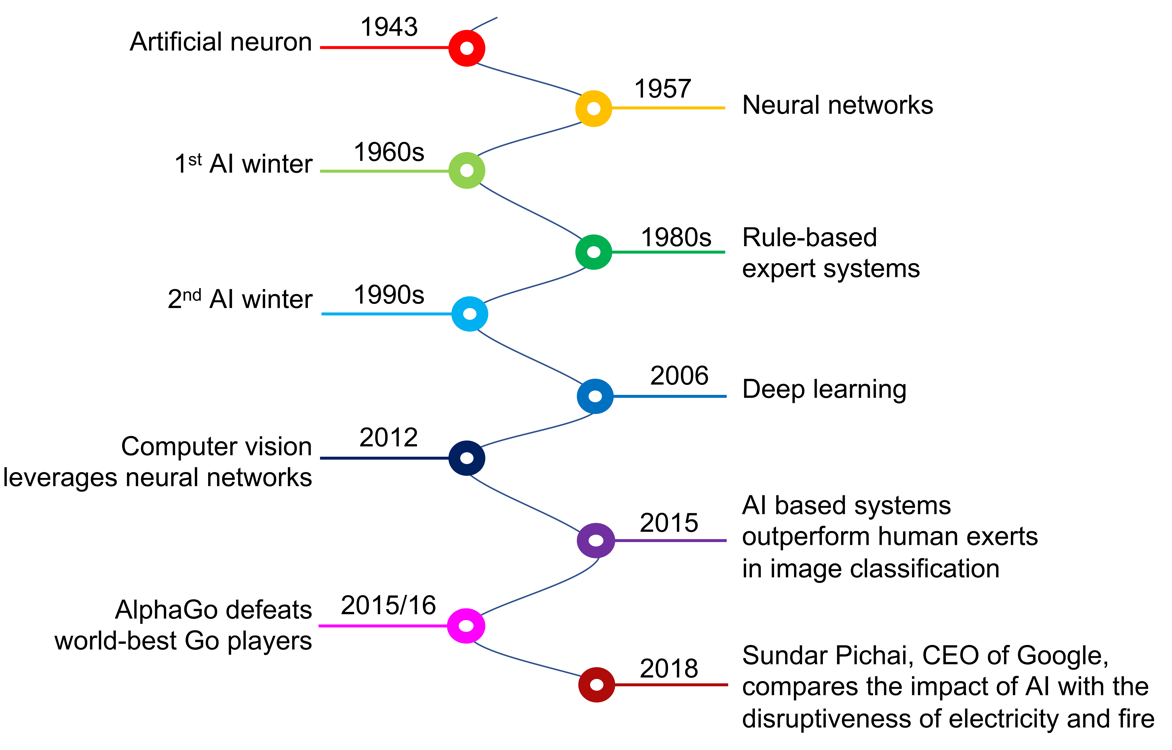 1943
Artificial neuron
1957
Neural networks
1960s
1st AI winter
1980s
Rule-based
expert systems
1990s
2nd AI winter
2006
Deep learning
2012
Computer vision
leverages neural networks
2015
AI based systems
outperform human exerts
in image classification
2015/16
AlphaGo defeats
world-best Go players
2018
Sundar Pichai, CEO of Google,
compares the impact of AI with the
disruptiveness of electricity and fire